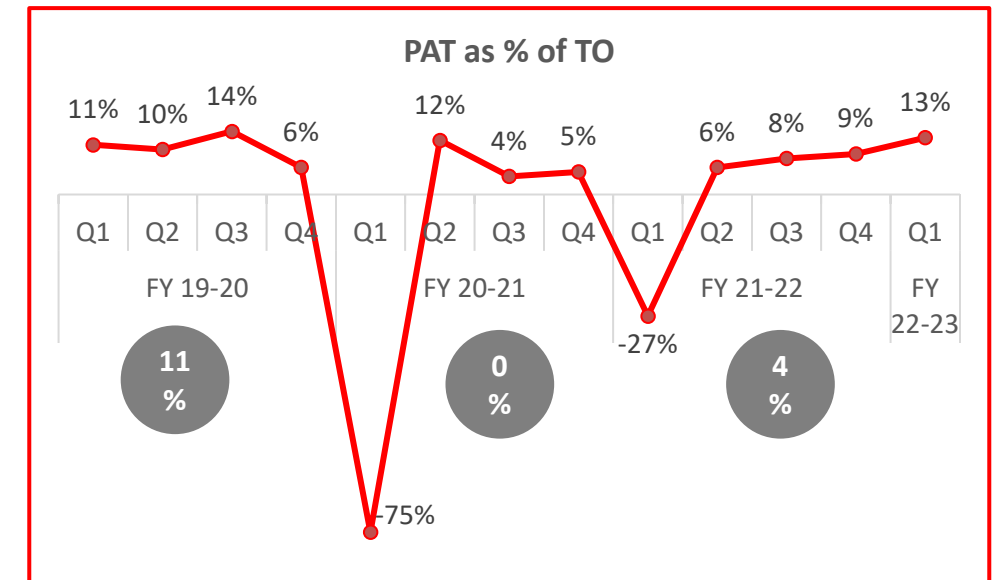 PAT as % of TO
11% 10% 14% 6% 12% 4% 5% 6% 8% 9% 13%
Q1 Q2 Q3 Q4 Q1 Q2 Q3 Q4 Q1 Q2 Q3 Q4 Q1
FY 19-20 FY 20-21 FY 21-22 FY
22-23
-27%
11
%
0
%
4
%
-75%